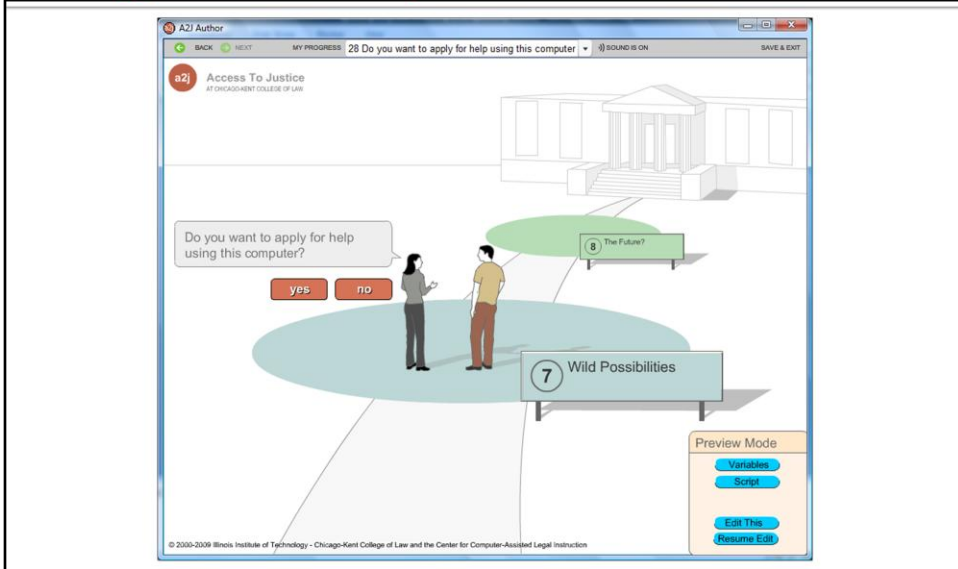 A2J Author
BACK NEXT MY PROGRESS 28 Do you want to apply for help using this computer SOUND IS ON SAVE & EXIT
a2j Access To Justice
AT CHICAGO-KENT COLLEGE OF LAW
Do you want to apply for help
using this computer?
yes no
8 The Future?
7 Wild Possibilities
Preview Mode
Variables
Script
Edit This
Resume Edit
© 2000-2009 Illinois Institute of Technology - Chicago-Kent College of Law and the Center for Computer-Assisted Legal Instruction